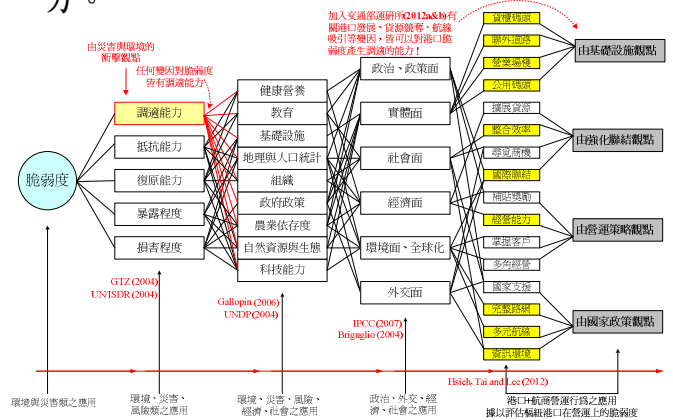 力。
加入交通部運研所(2012a&b)有
關港口發展、貨源競奪、航線
吸引等變因，皆可以對港口脆
弱度產生調適的能力！
由災害與環境的
衝擊觀點
任何變因對脆弱度
皆有調適能力
脆弱度
調適能力
抵抗能力
復原能力
暴露程度
損害程度
健康營養
教育
基礎設施
地理與人口統計
組織
政府政策
農業依存度
自然資源與生態
科技能力
政治、政策面
實體面
社會面
經濟面
環境面、全球化
外交面
貨櫃碼頭
聯外道路
營業場棧
公用碼頭
擴展貨源
整合效率
尋覓商機
國際聯結
補貼獎勵
經營能力
掌握客戶
多角經營
國家支援
完整路網
多元航線
資訊環境
由基礎設施觀點
由強化聯結觀點
由營運策略觀點
由國家政策觀點
GTZ (2004)
UN/ISDR (2004)
Gallopin (2006)
UNDP (2004)
IPCC (2007)
Briguglio (2004)
Hsieh, Tai and Lee (2012)
環境與災害類之應用
環境、災害、
風險類之應用
環境、災害、風險、
經濟、社會之應用
政治、外交、經
濟、社會之應用
港口+航商營運行為之應用
據以評估樞紐港口在營運上的脆弱度